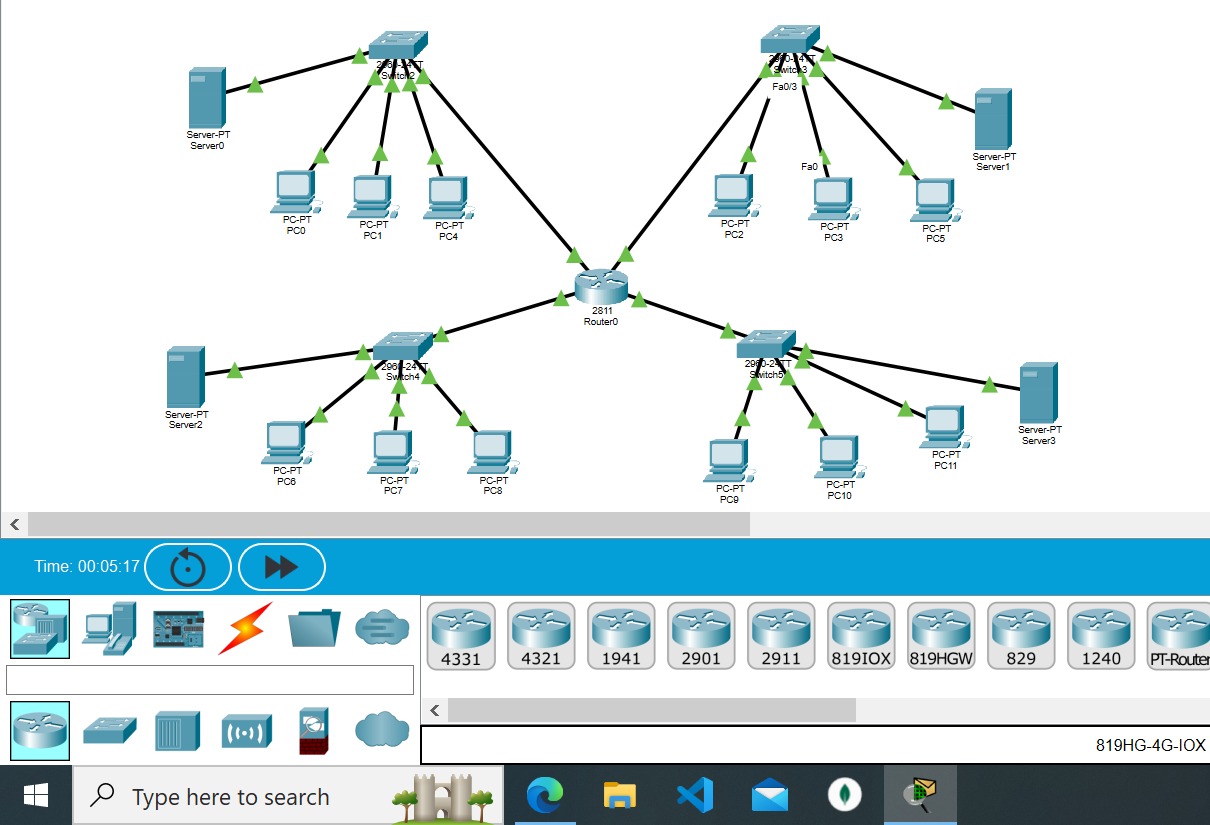 2960-24TT
Switch2
Server-PT
Server0
PC-PT
PC0
PC-PT
PC1
PC-PT
PC4
2960-24TT
Switch3
Fa0/3
Server-PT
Server1
Fa0
PC-PT
PC2
PC-PT
PC3
PC-PT
PC5
2811
Router0
2960-24TT
Switch4
Server-PT
Server2
PC-PT
PC6
PC-PT
PC7
PC-PT
PC8
2960-24TT
Switch5
Server-PT
Server3
PC-PT
PC9
PC-PT
PC10
PC-PT
PC11
Time: 00:05:17
4331
4321
1941
2901
2911
819IOX
819HGW
829
1240
PT-Router
819HG-4G-IOX
Type here to search